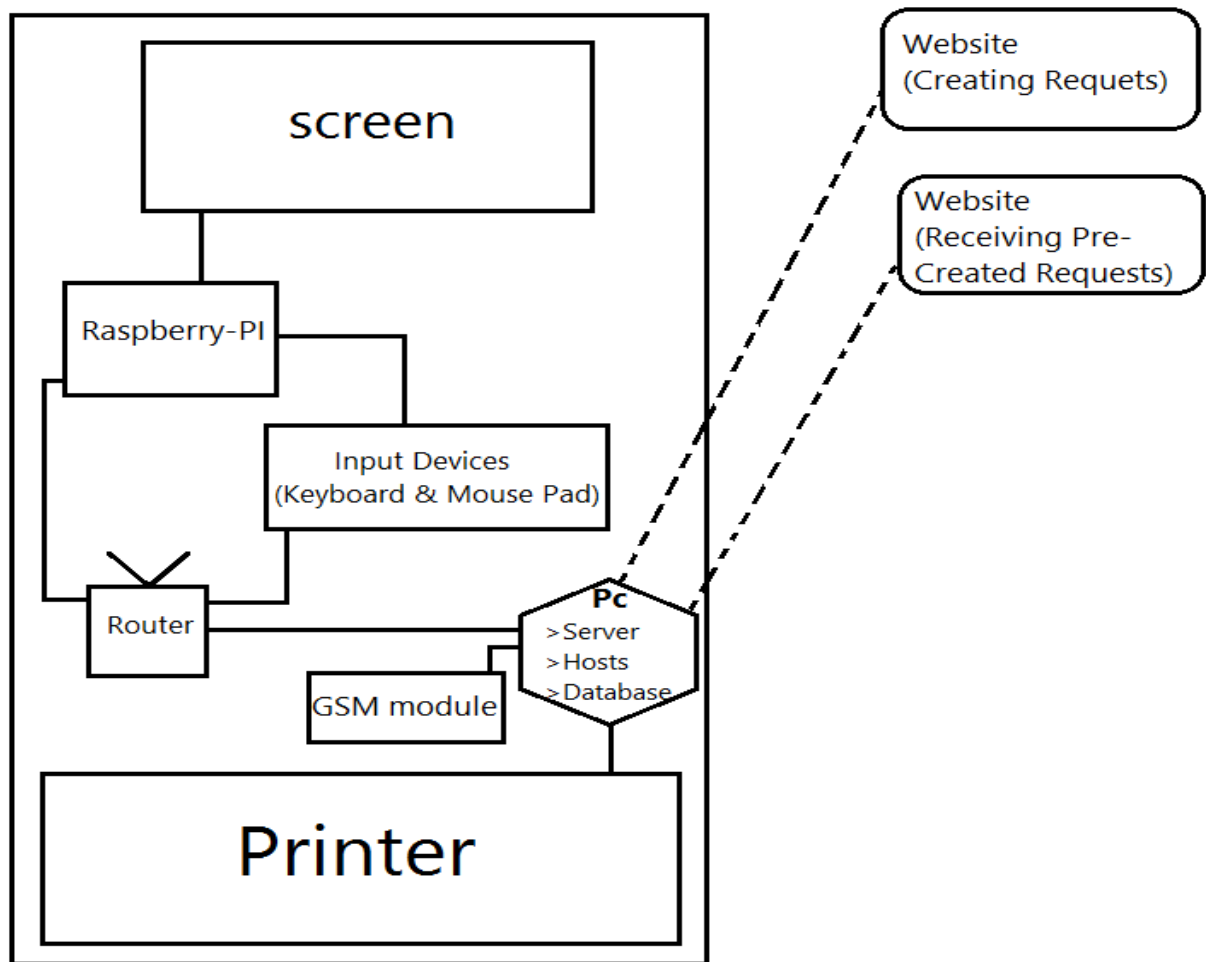 screen
Website
(Creating Requets)
Website
(Receiving Pre-
Created Requests)
Raspberry-PI
Input Devices
(Keyboard & Mouse Pad)
Router
Pc
>Server
>Hosts
>Database
GSM module
Printer